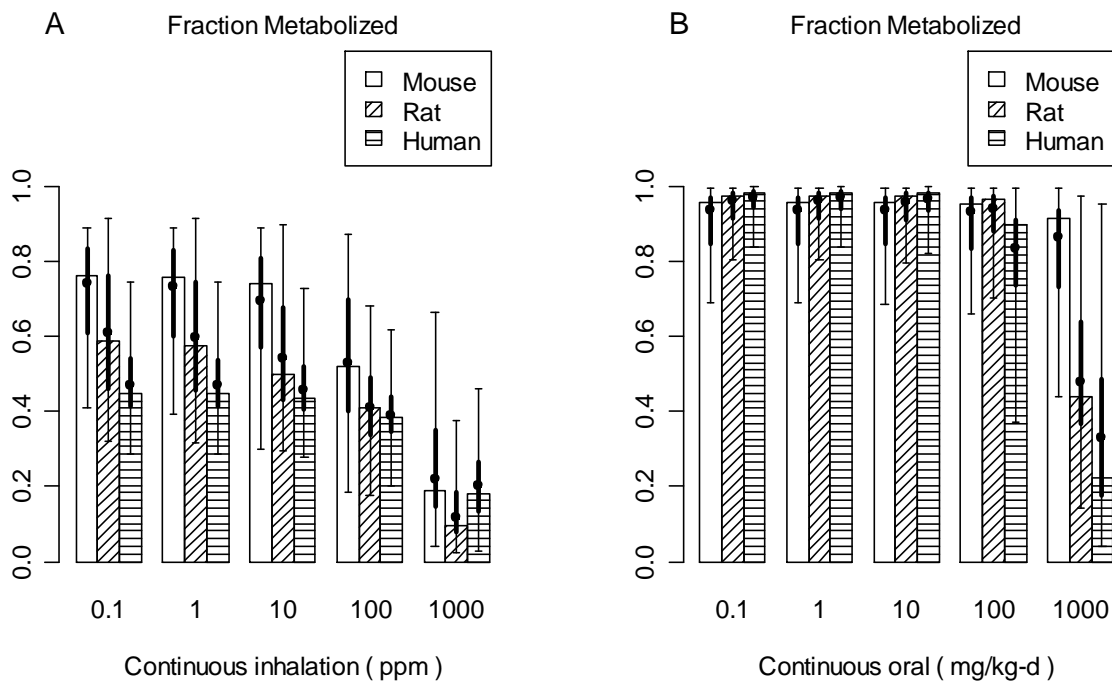 A
Fraction Metabolized
Mouse
Rat
Human
1.0
0.8
0.6
0.4
0.2
0.0
0.1 1 10 100 1000
Continuous inhalation ( ppm )
B
Fraction Metabolized
Mouse
Rat
Human
1.0
0.8
0.6
0.4
0.2
0.0
0.1 1 10 100 1000
Continuous oral ( mg/kg-d )